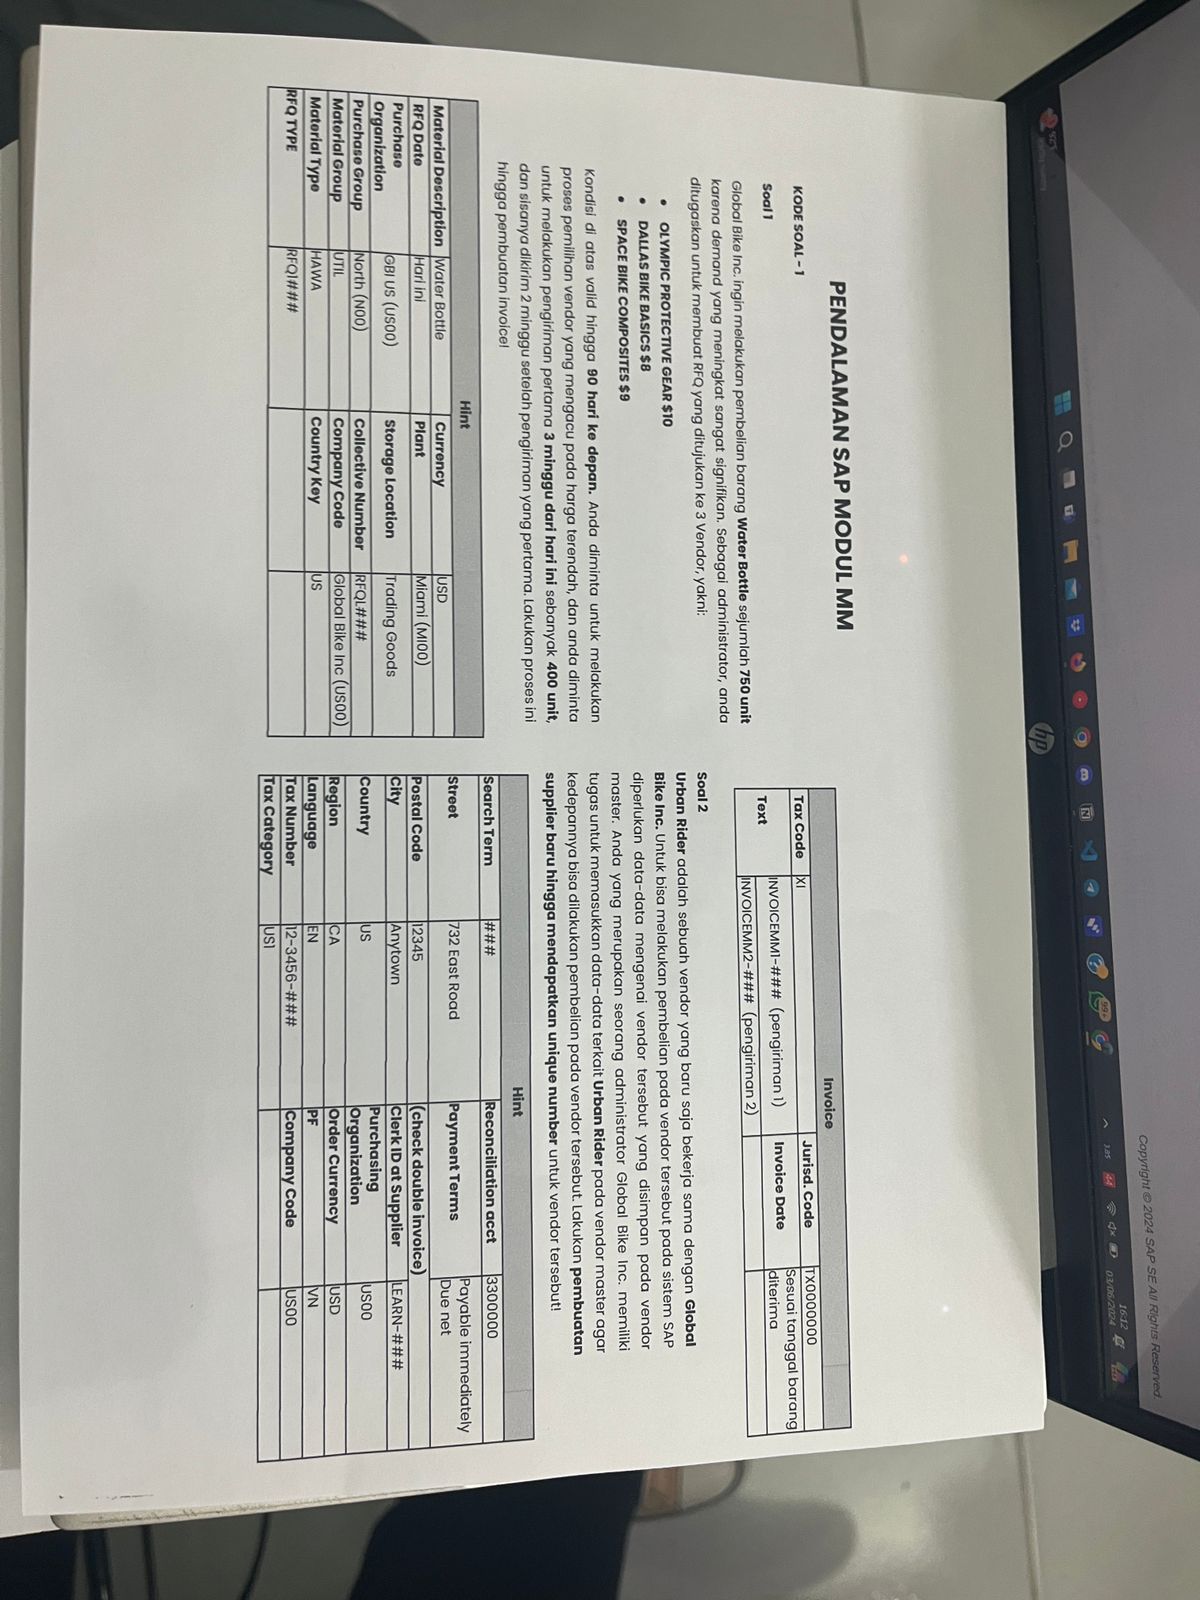 Copyright © 2024 SAP SE All Rights Reserved.
16:12
03/06/2024
99+
44
hp
PENDALAMAN SAP MODUL MM
KODE SOAL - 1
Soal 1
Global Bike Inc. ingin melakukan pembelian barang Water Bottle sejumlah 750 unit
karena demand yang meningkat sangat signifikan. Sebagai administrator, anda
ditugaskan untuk membuat RFQ yang ditujukan ke 3 Vendor, yakni:
• OLYMPIC PROTECTIVE GEAR $10
• DALLAS BIKE BASICS $8
• SPACE BIKE COMPOSITES $9
Kondisi di atas valid hingga 90 hari ke depan. Anda diminta untuk melakukan
proses pemilihan vendor yang mengacu pada harga terendah, dan anda diminta
untuk melakukan pengiriman pertama 3 minggu dari hari ini sebanyak 400 unit,
dan sisanya dikirim 2 minggu setelah pengiriman yang pertama. Lakukan proses ini
hingga pembuatan invoice!
Hint
Material Description Water Bottle Currency USD
RFQ Date Hari ini Plant Miami (MI00)
Purchase
Organization GBI US (US00) Storage Location Trading Goods
Purchase Group North (N00) Collective Number RFQL###
Material Group UTIL Company Code Global Bike Inc (US00)
Material Type HAWA Country Key US
RFQ TYPE RFQ1###
Invoice
Tax Code XI Jurisd. Code TX0000000
Text INVOICEMM1-### (pengiriman 1) Invoice Date Sesuai tanggal barang
diterima
INVOICEMM2-### (pengiriman 2)
Soal 2
Urban Rider adalah sebuah vendor yang baru saja bekerja sama dengan Global
Bike Inc. Untuk bisa melakukan pembelian pada vendor tersebut pada sistem SAP
diperlukan data-data mengenai vendor tersebut yang disimpan pada vendor
master. Anda yang merupakan seorang administrator Global Bike Inc. memiliki
tugas untuk memasukkan data-data terkait Urban Rider pada vendor master agar
kedepannya bisa dilakukan pembelian pada vendor tersebut. Lakukan pembuatan
supplier baru hingga mendapatkan unique number untuk vendor tersebut!
Hint
Search Term ### Reconciliation acct 3300000
Street 732 East Road Payment Terms Payable immediately
Due net
Postal Code 12345 (check double invoice)
City Anytown Clerk ID at Supplier LEARN-###
Country US Purchasing
Organization US00
Region CA Order Currency USD
Language EN PF VN
Tax Number 12-3456-### Company Code US00
Tax Category US1